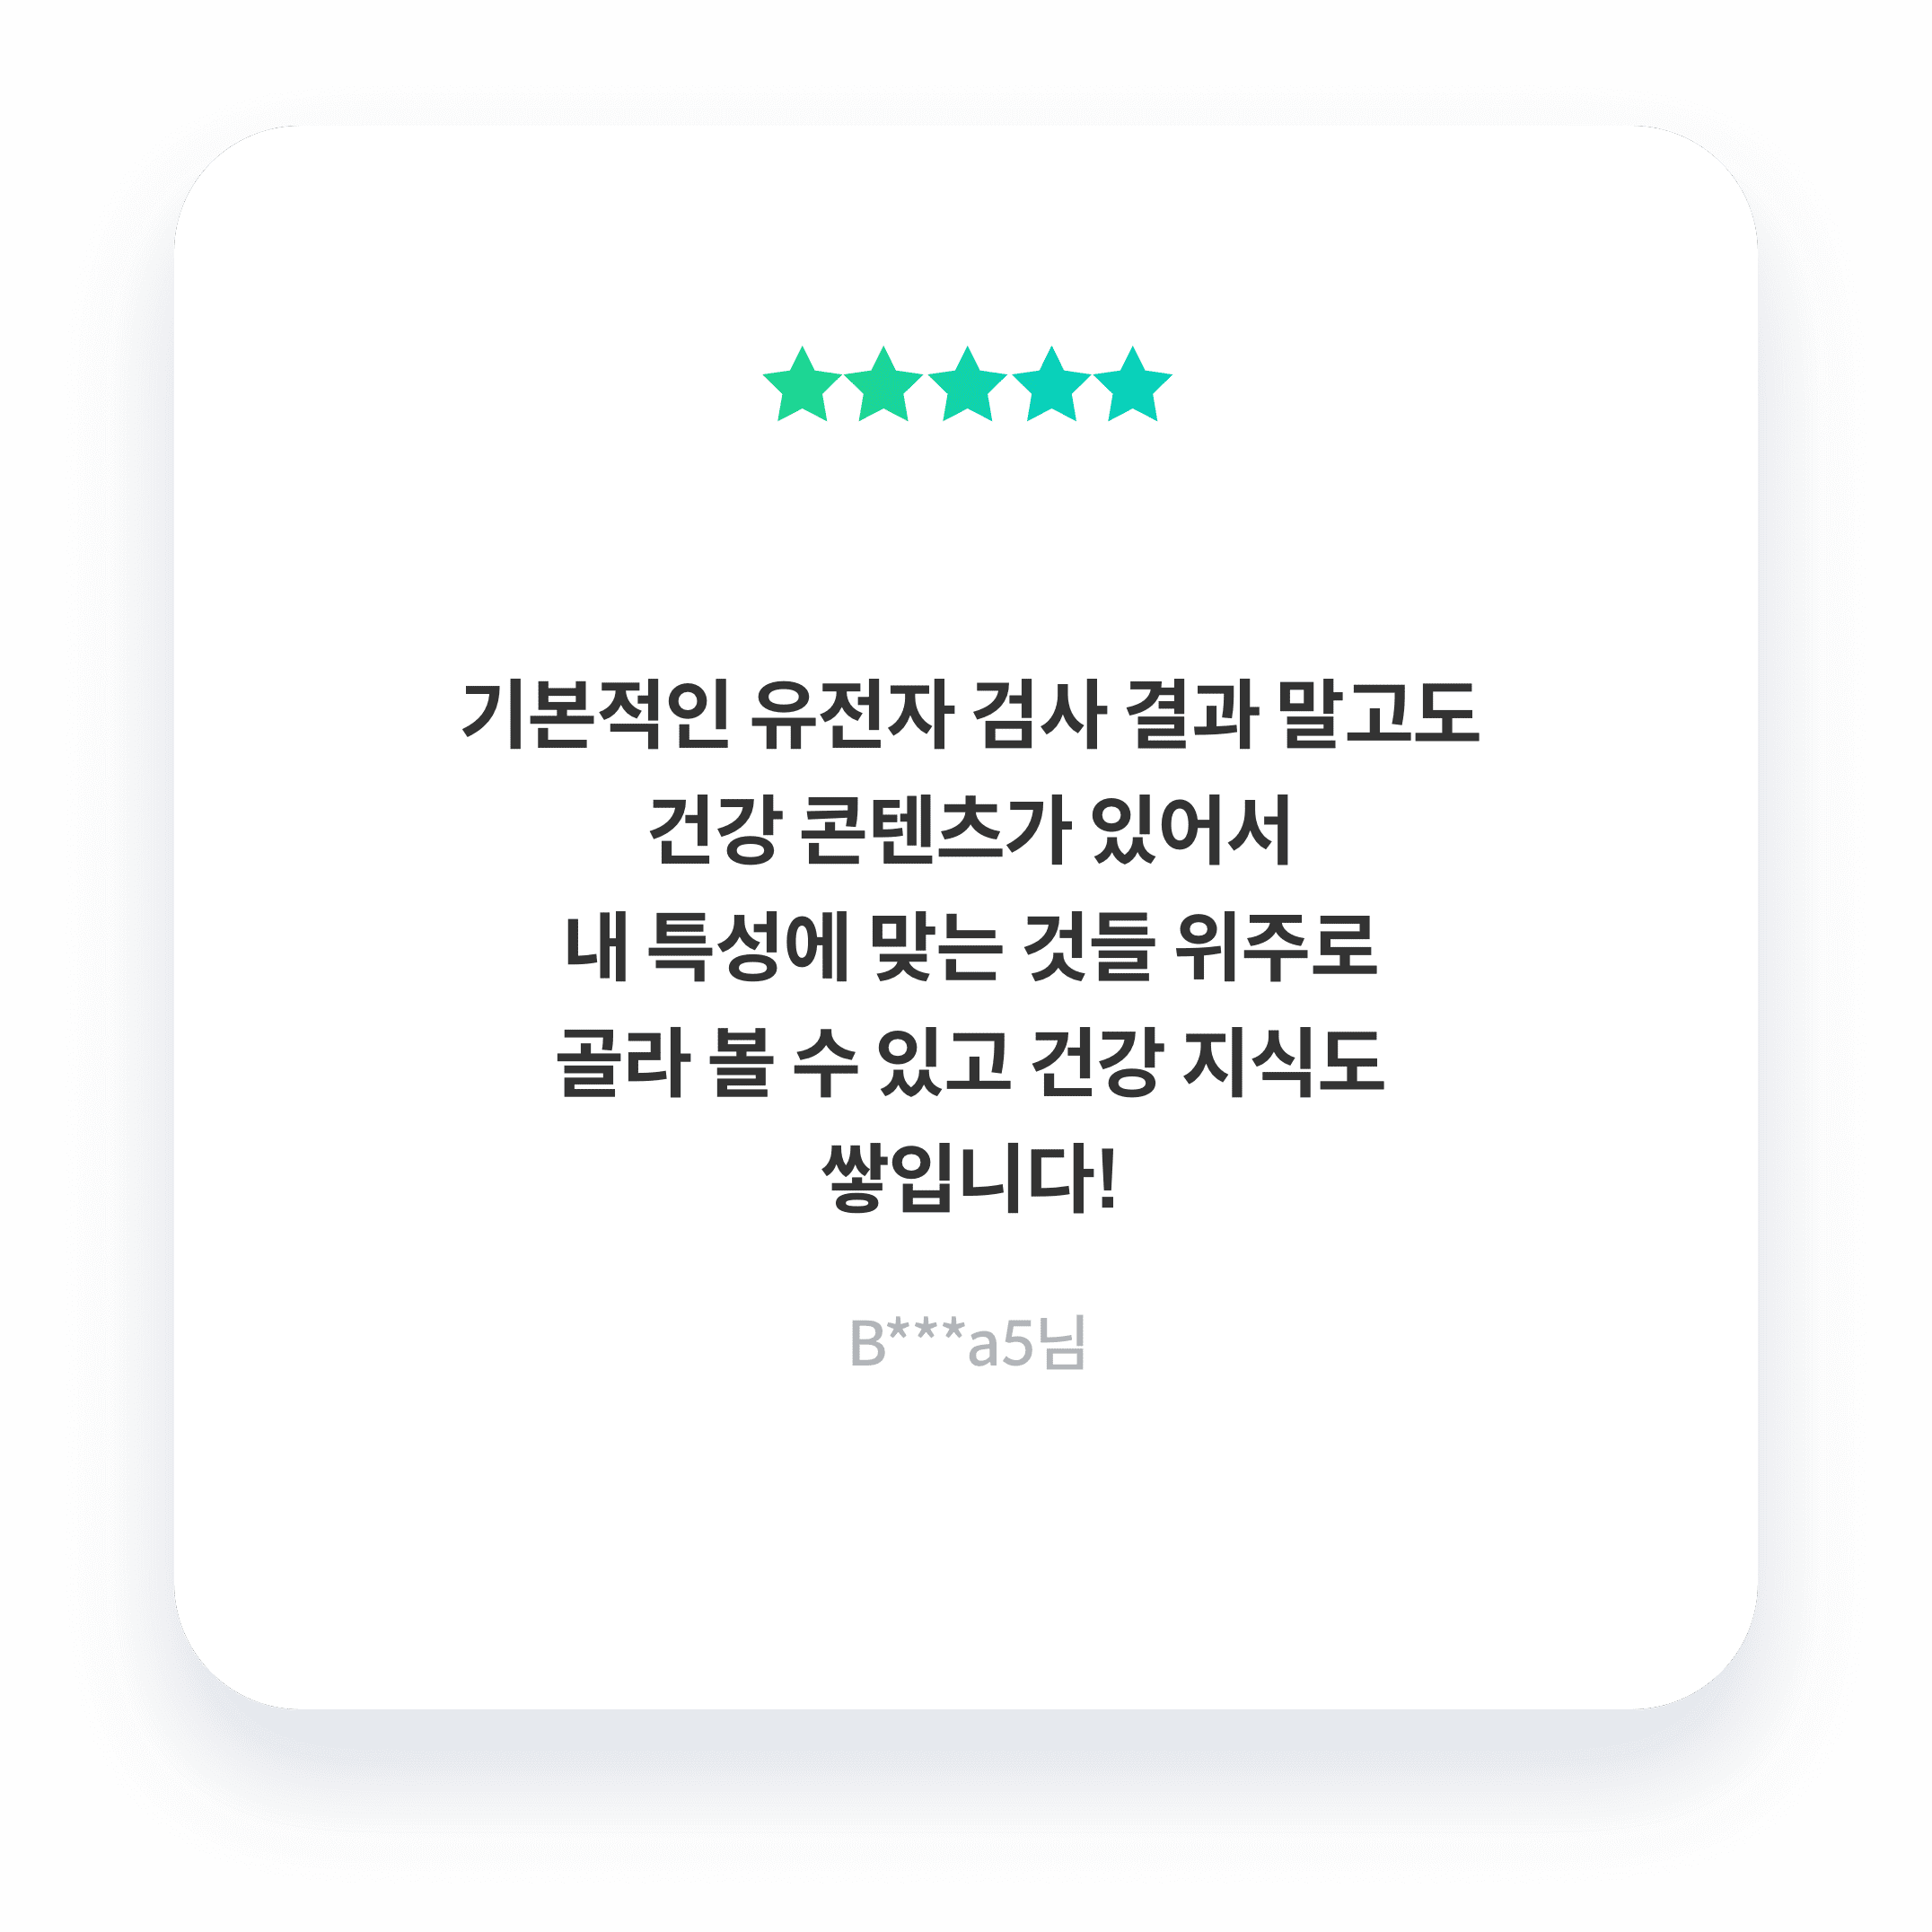 기본적인 유전자 검사 결과 말고도
건강 콘텐츠가 있어서
내 특성에 맞는 것들 위주로
골라 볼 수 있고 건강 지식도
쌓입니다!
B***a5님